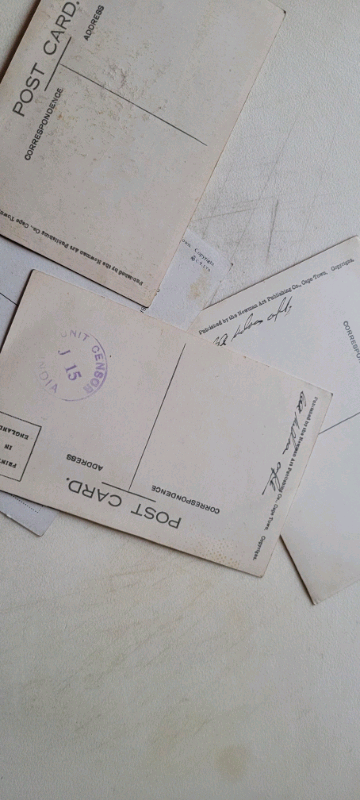 POST CARD.
ADDRESS
CORRESPONDENCE
Published by the Newman Art Publishing Co., Cape Town
Copyright
Published by the Newman Art Publishing Co., Cape Town. Copyright.
CORRESPONDENCE
UNIT CENSOR
J 15
INDIA
PRINTED
IN
ENGLAND
ADDRESS
CORRESPONDENCE
POST CARD.
Published by the Newman Art Publishing Co., Cape Town. Copyright.